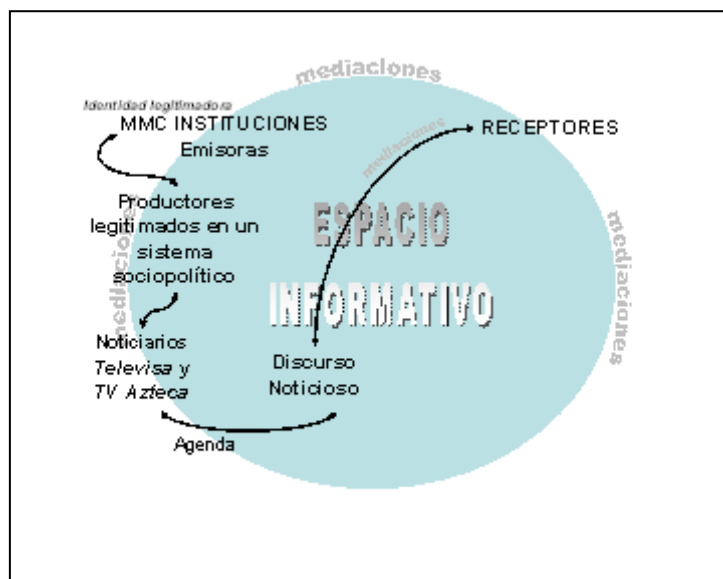 mediaciones
Identidad legitimadora
MMC INSTITUCIONES
Emisoras
RECEPTORES
mediaciones
Productores
legitimados en un
sistema
sociopolítico
mediaciones
ESPACIO
INFORMATIVO
mediaciones
Noticiarios
Televisa y
TV Azteca
Discurso
Noticioso
Agenda